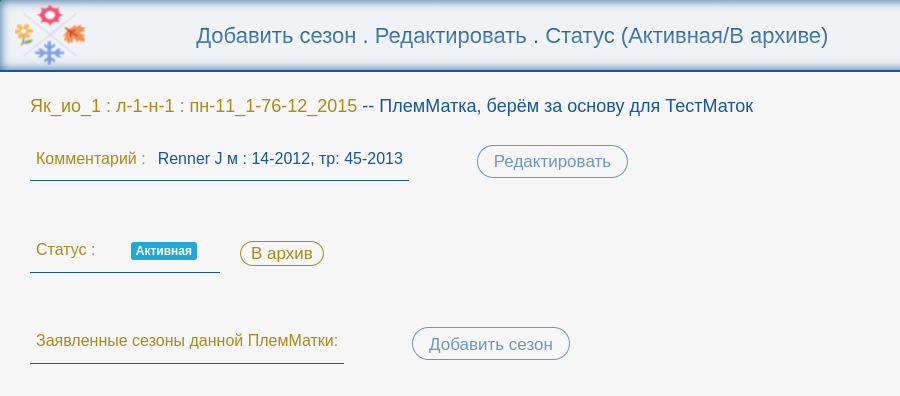 Добавить сезон . Редактировать . Статус (Активная/В архиве)
Як_ио_1 : л-1-н-1 : пн-11_1-76-12_2015 -- ПлемМатка, берём за основу для ТестМаток
Комментарий : Renner J м : 14-2012, тр: 45-2013 Редактировать
Статус : Активная В архив
Заявленные сезоны данной ПлемМатки: Добавить сезон